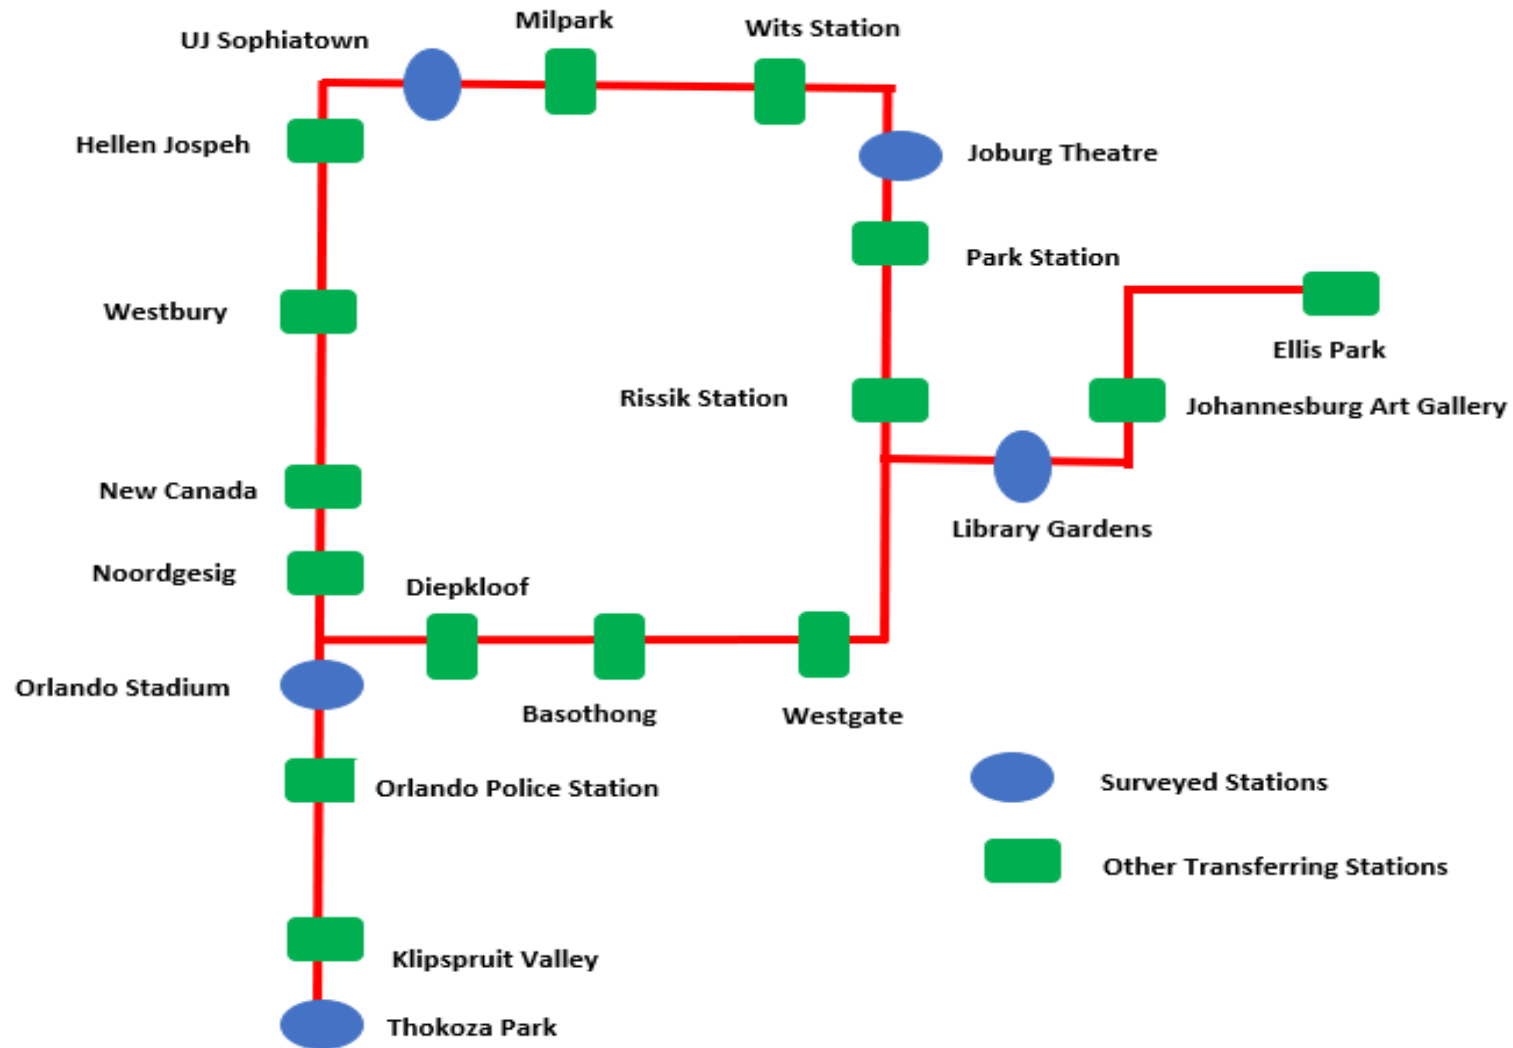 Milpark
Wits Station
UJ Sophiatown
Hellen Jospeh
Joburg Theatre
Park Station
Westbury
Ellis Park
Rissik Station
Johannesburg Art Gallery
New Canada
Library Gardens
Noordgesig
Diepkloof
Orlando Stadium
Basothong
Westgate
Orlando Police Station
Surveyed Stations
Other Transferring Stations
Klipspruit Valley
Thokoza Park